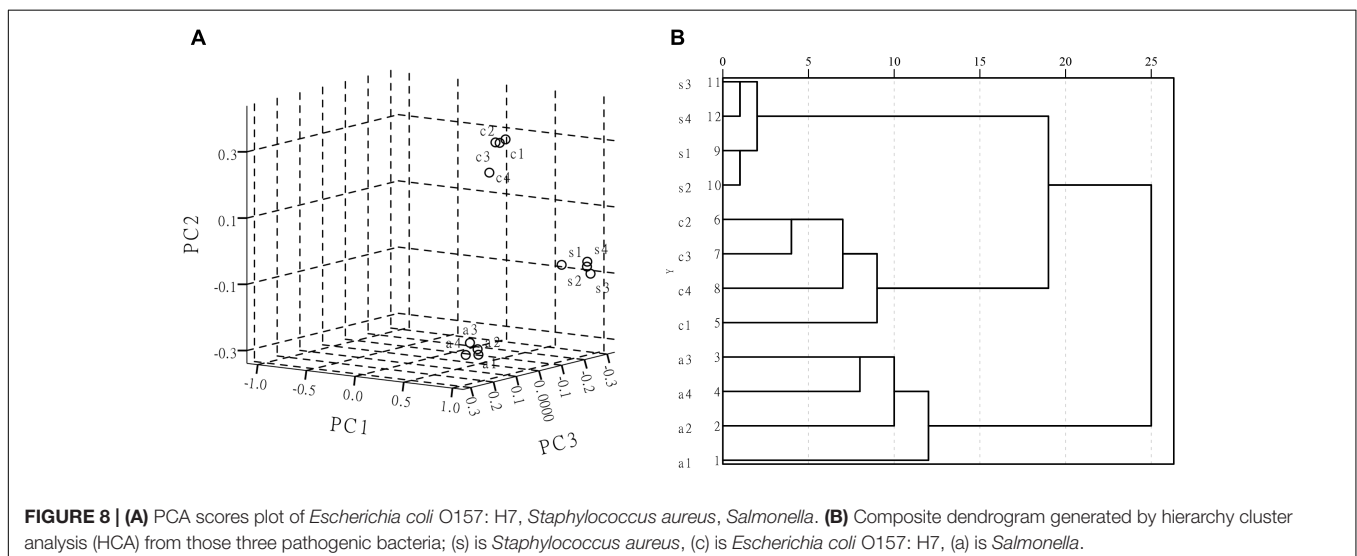 A
B
0.3
0.1
-0.1
-0.3
PC2
-1.0
-0.5
0.0
0.5
1.0
PC1
0.3
0.2
0.1
0.0000
-0.1
-0.2
-0.3
PC3
c2
c3
c1
c4
s1
s4
s2
s3
a3
a4
a2
a1
0 5 10 15 20 25
s3 11
s4 12
s1 9
s2 10
c2 6
Y
c3 7
c4 8
c1 5
a3 3
a4 4
a2 2
a1 1
FIGURE 8 | (A) PCA scores plot of Escherichia coli O157: H7, Staphylococcus aureus, Salmonella. (B) Composite dendrogram generated by hierarchy cluster
analysis (HCA) from those three pathogenic bacteria; (s) is Staphylococcus aureus, (c) is Escherichia coli O157: H7, (a) is Salmonella.